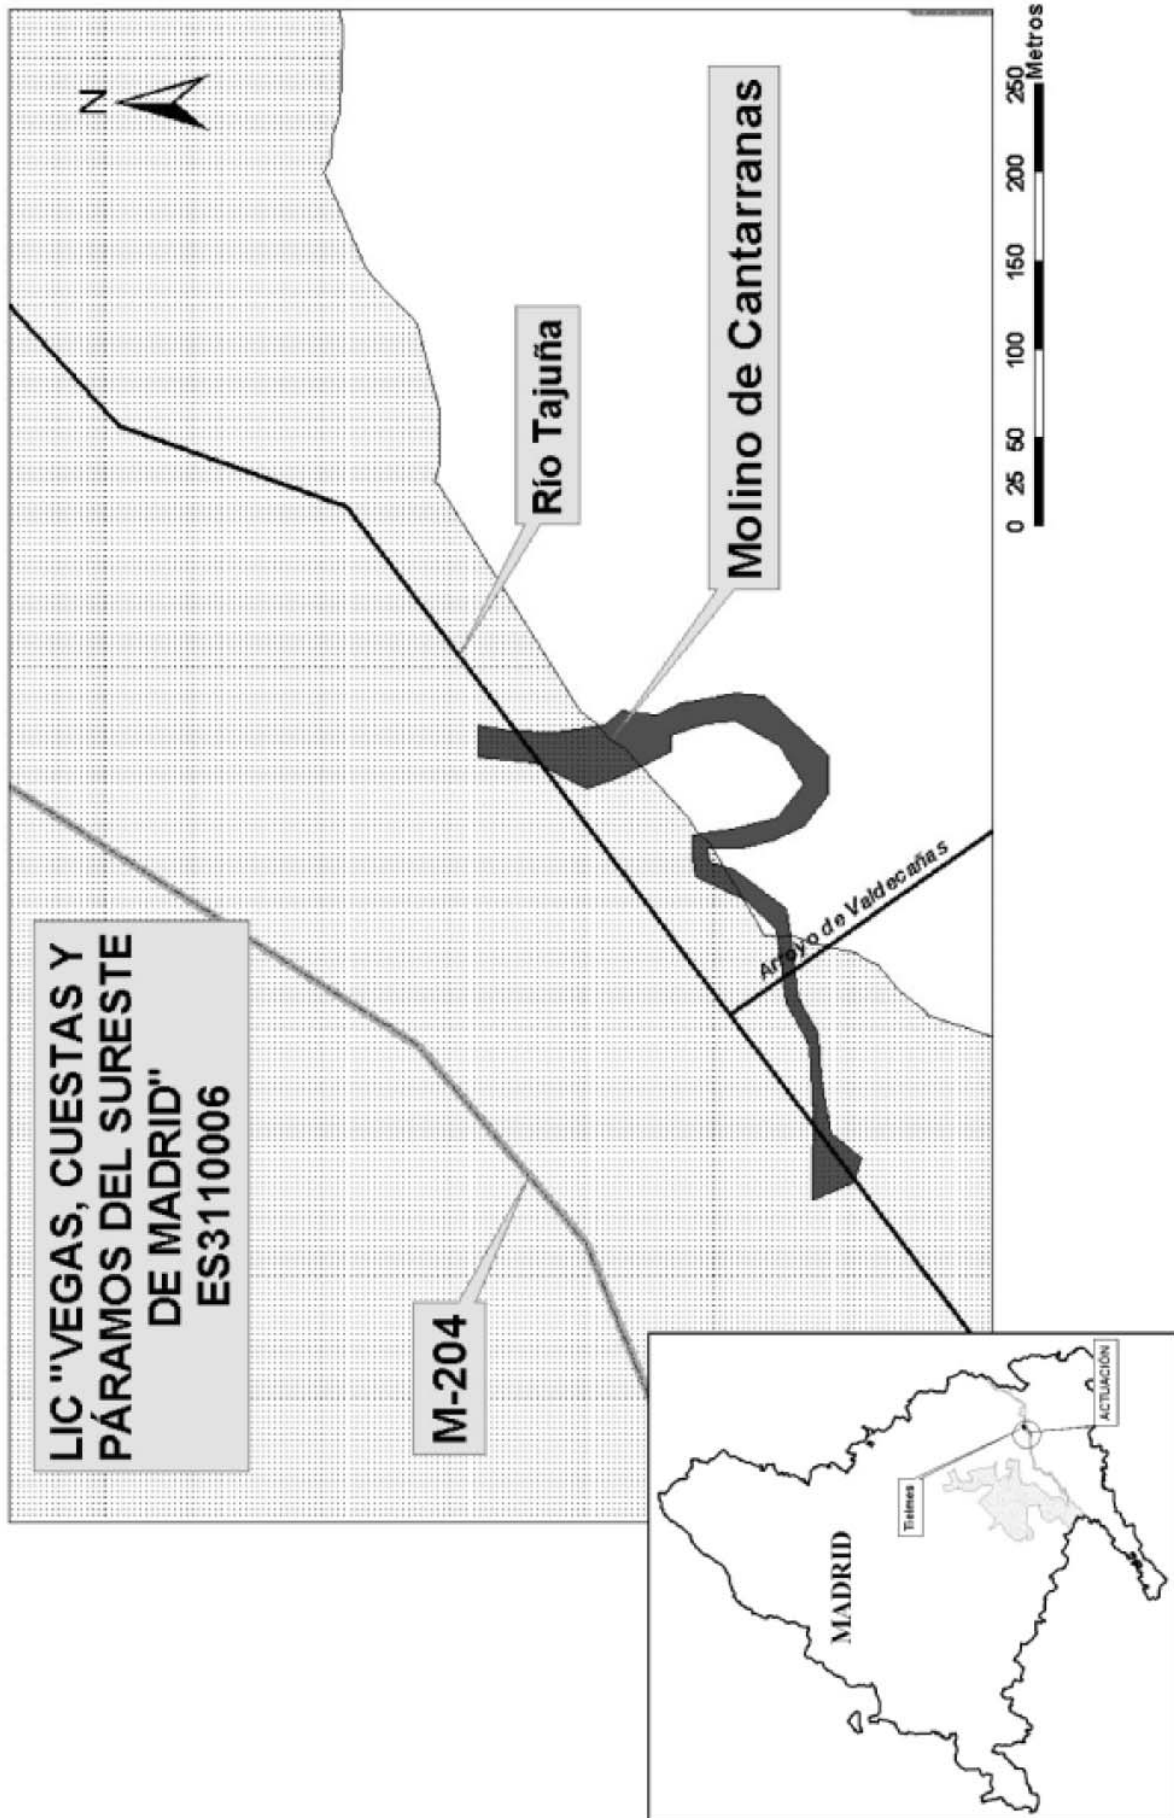 LIC "VEGAS, CUESTAS Y
PÁRAMOS DEL SURESTE
DE MADRID"
ES3110006
N
M-204
Río Tajuña
Molino de Cantarranas
Arroyo de Valdecañas
0 25 50 100 150 200 250
Metros
MADRID
Tielmes
ACTUACIÓN